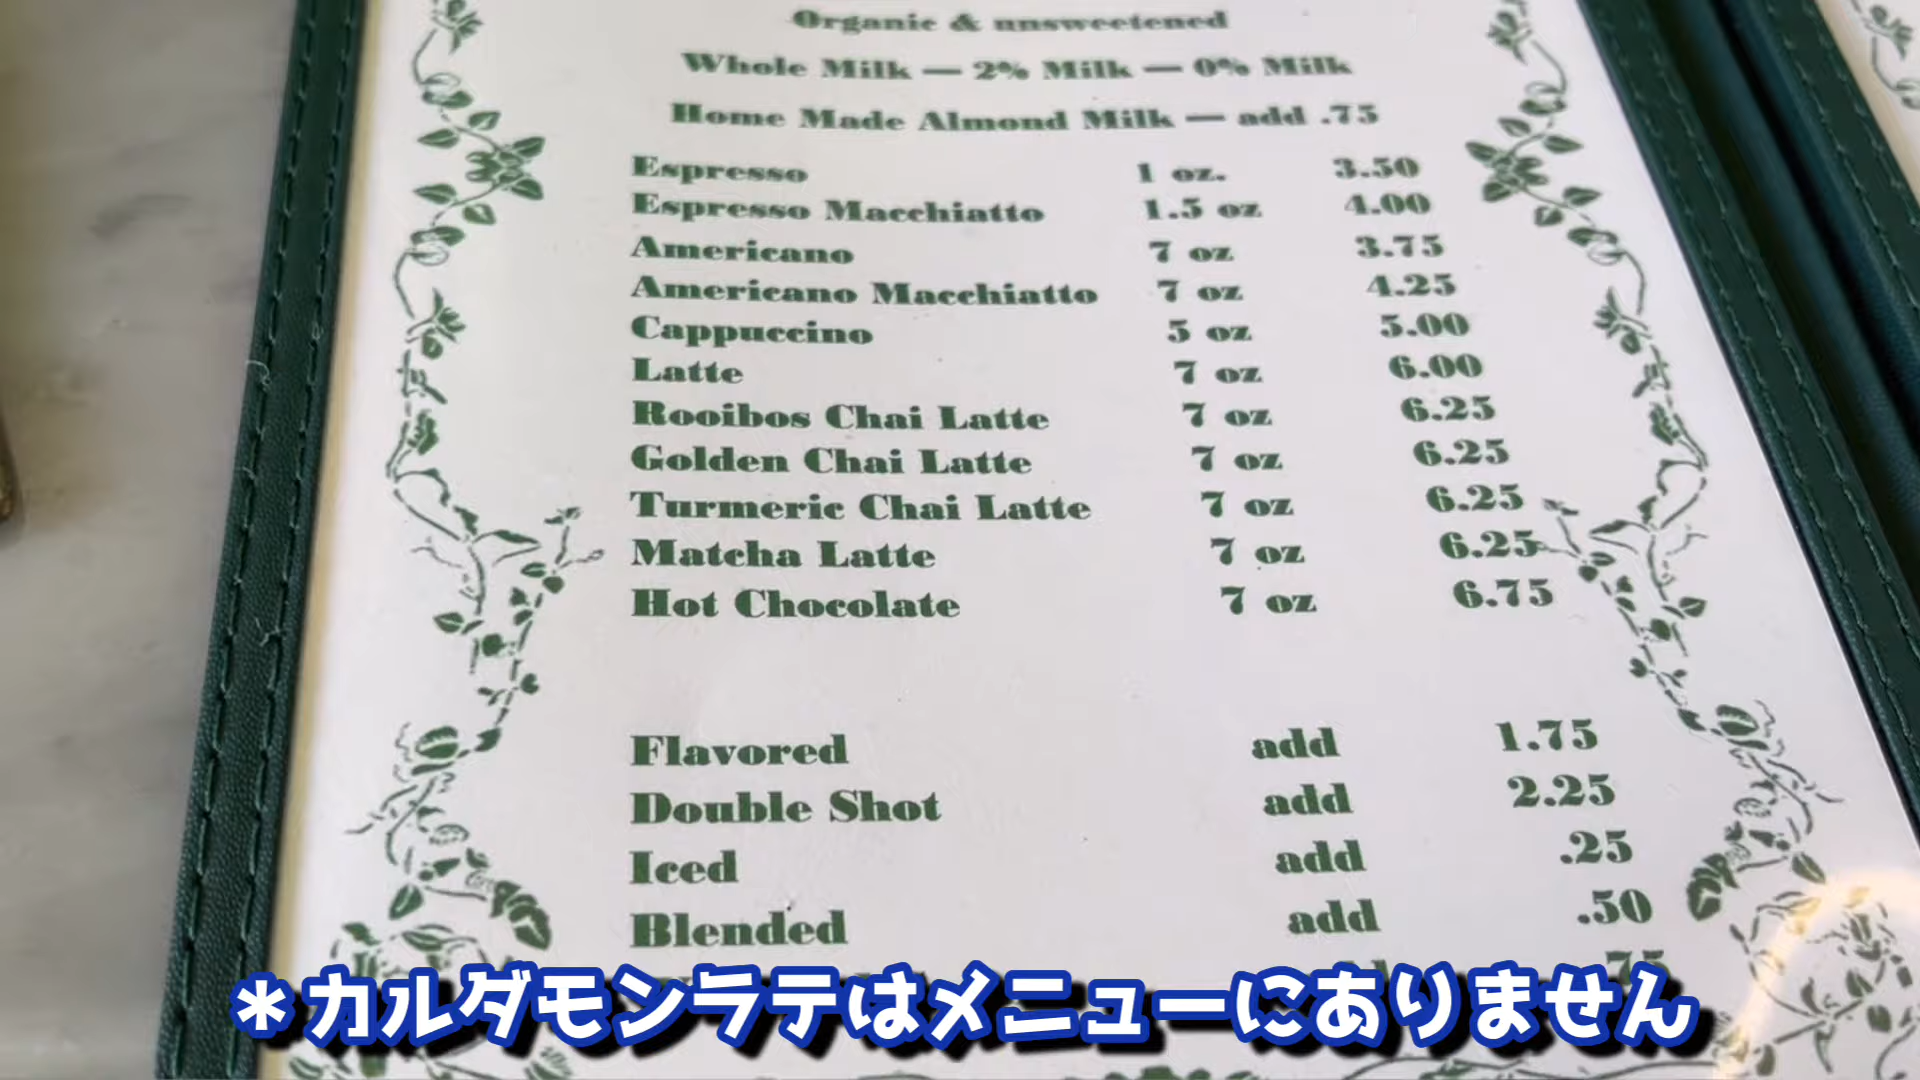 Organic & unsweetened
Whole Milk — 2% Milk — 0% Milk
Home Made Almond Milk — add .75
Espresso 1 oz. 3.50
Espresso Macchiatto 1.5 oz 4.00
Americano 7 oz 3.75
Americano Macchiatto 7 oz 4.25
Cappuccino 5 oz 5.00
Latte 7 oz 6.00
Rooibos Chai Latte 7 oz 6.25
Golden Chai Latte 7 oz 6.25
Turmeric Chai Latte 7 oz 6.25
Matcha Latte 7 oz 6.25
Hot Chocolate 7 oz 6.75
Flavored add 1.75
Double Shot add 2.25
Iced add .25
Blended add .50
*カルダモンラテはメニューにありません